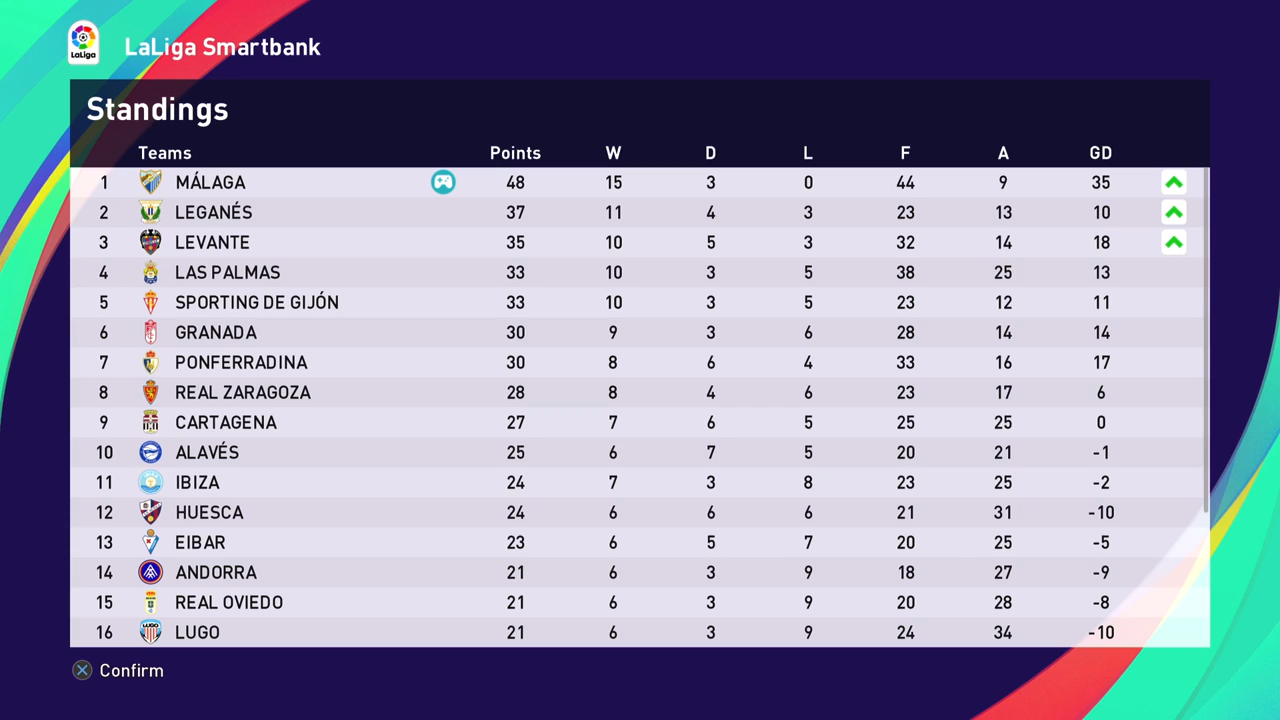 LaLiga
LaLiga Smartbank
Standings
Teams Points W D L F A GD
1 MÁLAGA 48 15 3 0 44 9 35
2 LEGANÉS 37 11 4 3 23 13 10
3 LEVANTE 35 10 5 3 32 14 18
4 LAS PALMAS 33 10 3 5 38 25 13
5 SPORTING DE GIJÓN 33 10 3 5 23 12 11
6 GRANADA 30 9 3 6 28 14 14
7 PONFERRADINA 30 8 6 4 33 16 17
8 REAL ZARAGOZA 28 8 4 6 23 17 6
9 CARTAGENA 27 7 6 5 25 25 0
10 ALAVÉS 25 6 7 5 20 21 -1
11 IBIZA 24 7 3 8 23 25 -2
12 HUESCA 24 6 6 6 21 31 -10
13 EIBAR 23 6 5 7 20 25 -5
14 ANDORRA 21 6 3 9 18 27 -9
15 REAL OVIEDO 21 6 3 9 20 28 -8
16 LUGO 21 6 3 9 24 34 -10
Confirm